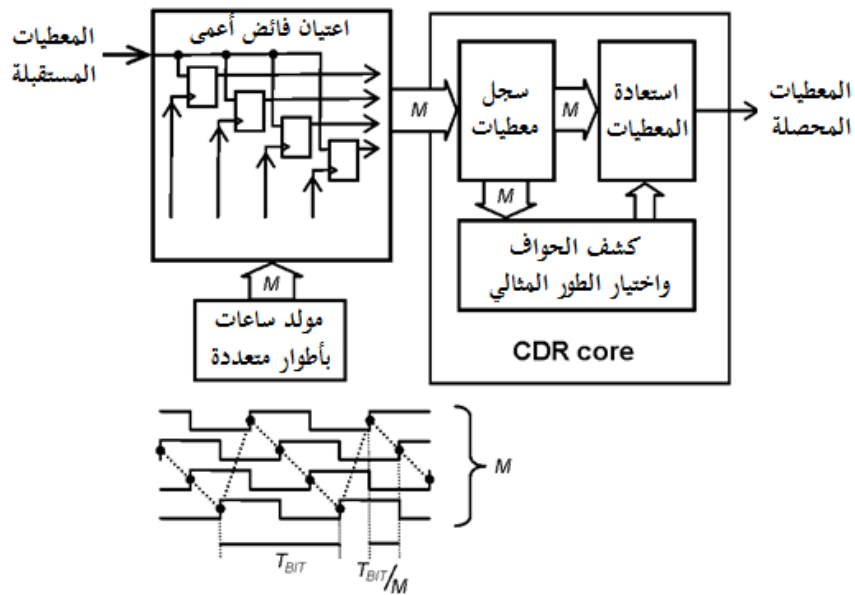 المعطيات
المستقبلة
اعتيان فائض أعمى
M
سجل
معطيات
M
استعادة
المعطيات
المعطيات
المحصلة
M
كشف الحواف
واختيار الطور المثالي
CDR core
M
مولد ساعات
بأطوار متعددة
M
T_BIT
T_BIT/M